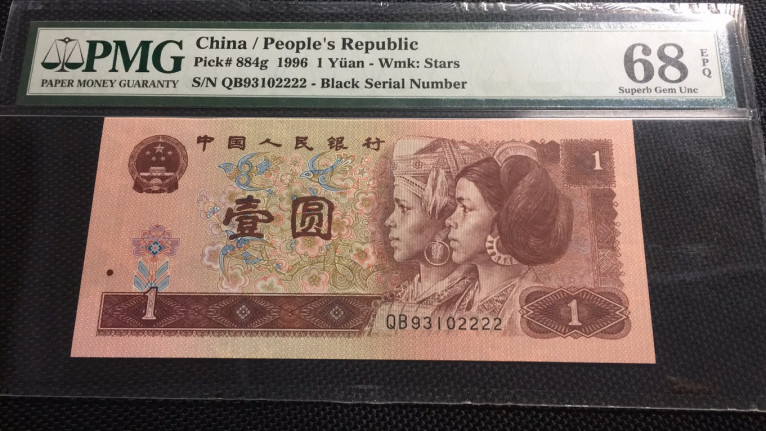 PMG
PAPER MONEY GUARANTY
China / People's Republic
Pick# 884g 1996 1 Yüan - Wmk: Stars
S/N QB93102222 - Black Serial Number
68
EPQ
Superb Gem Unc
中国人民银行
1
壹圆
1
1
QB93102222